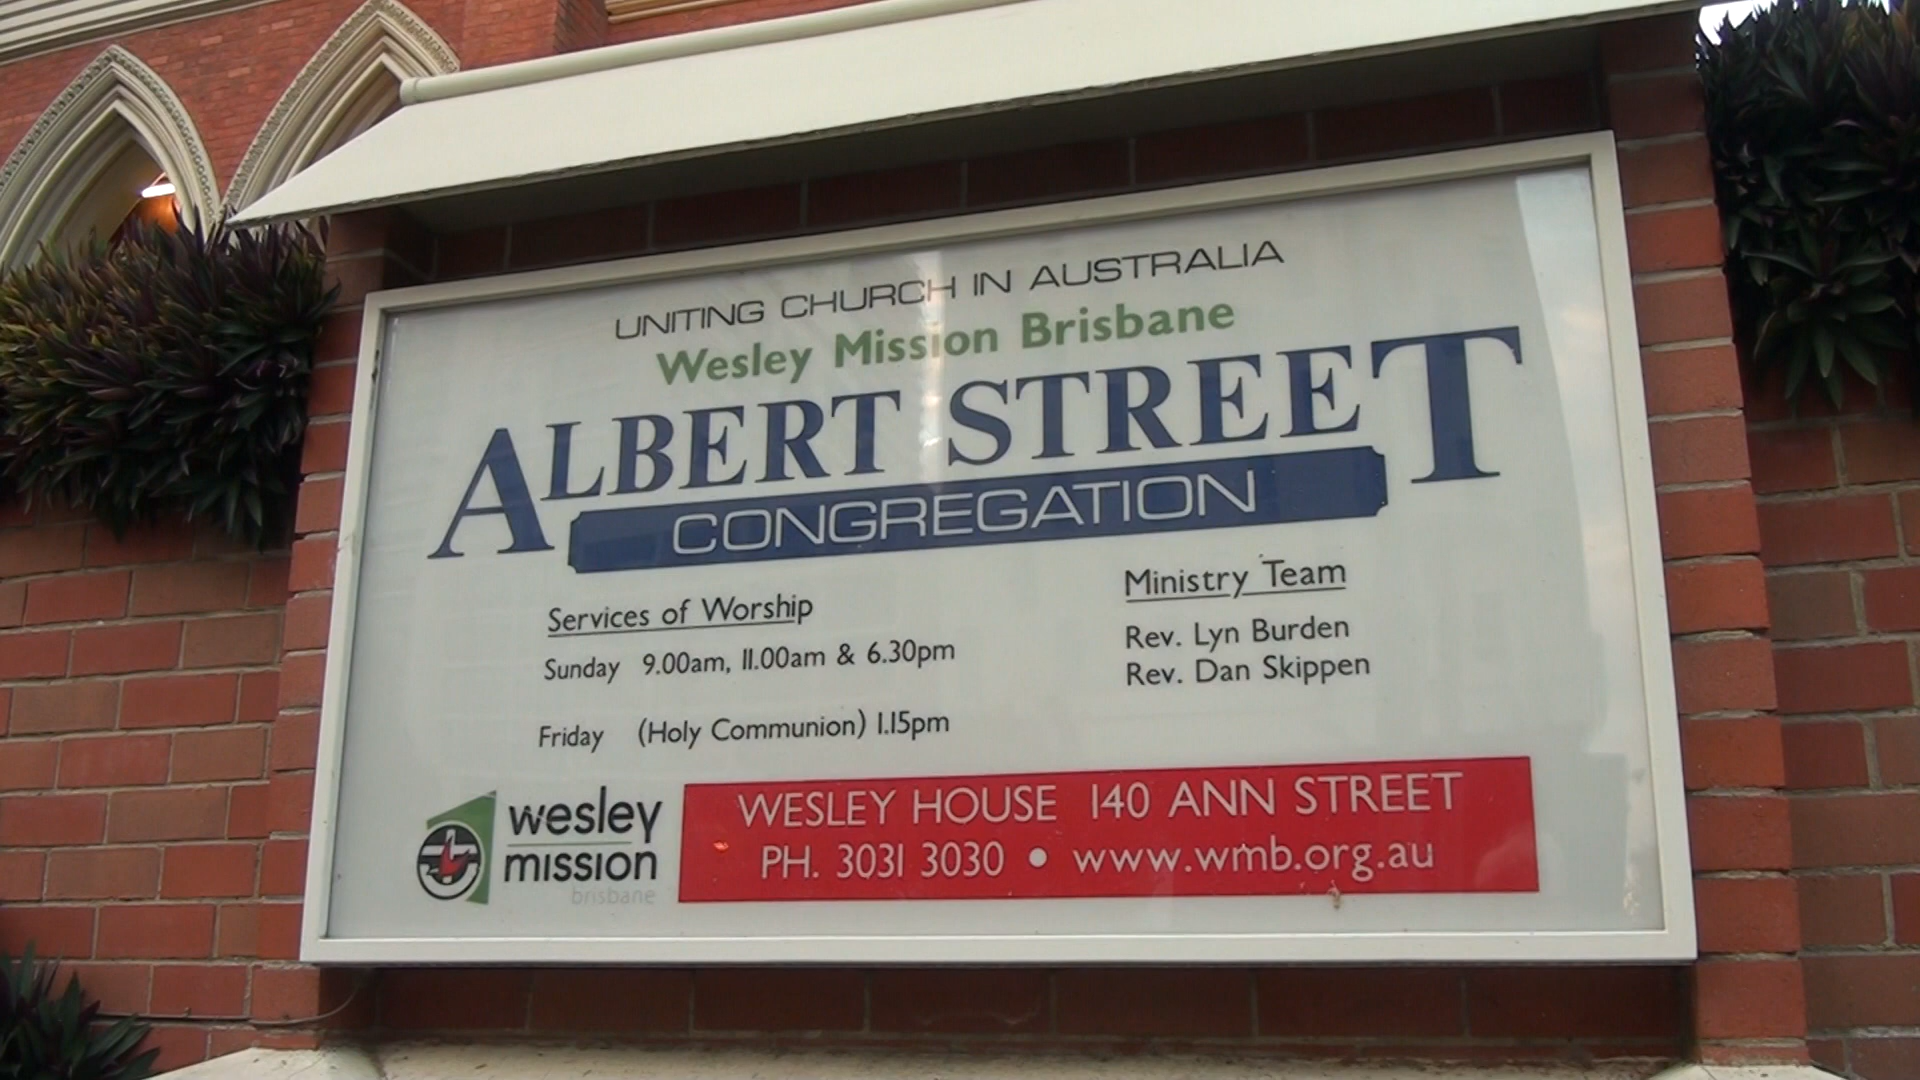 UNITING CHURCH IN AUSTRALIA
Wesley Mission Brisbane
ALBERT STREET
CONGREGATION
Services of Worship
Sunday 9.00am, 11.00am & 6.30pm
Friday (Holy Communion) 1.15pm
Ministry Team
Rev. Lyn Burden
Rev. Dan Skippen
wesley
mission
brisbane
WESLEY HOUSE 140 ANN STREET
PH. 3031 3030 • www.wmb.org.au